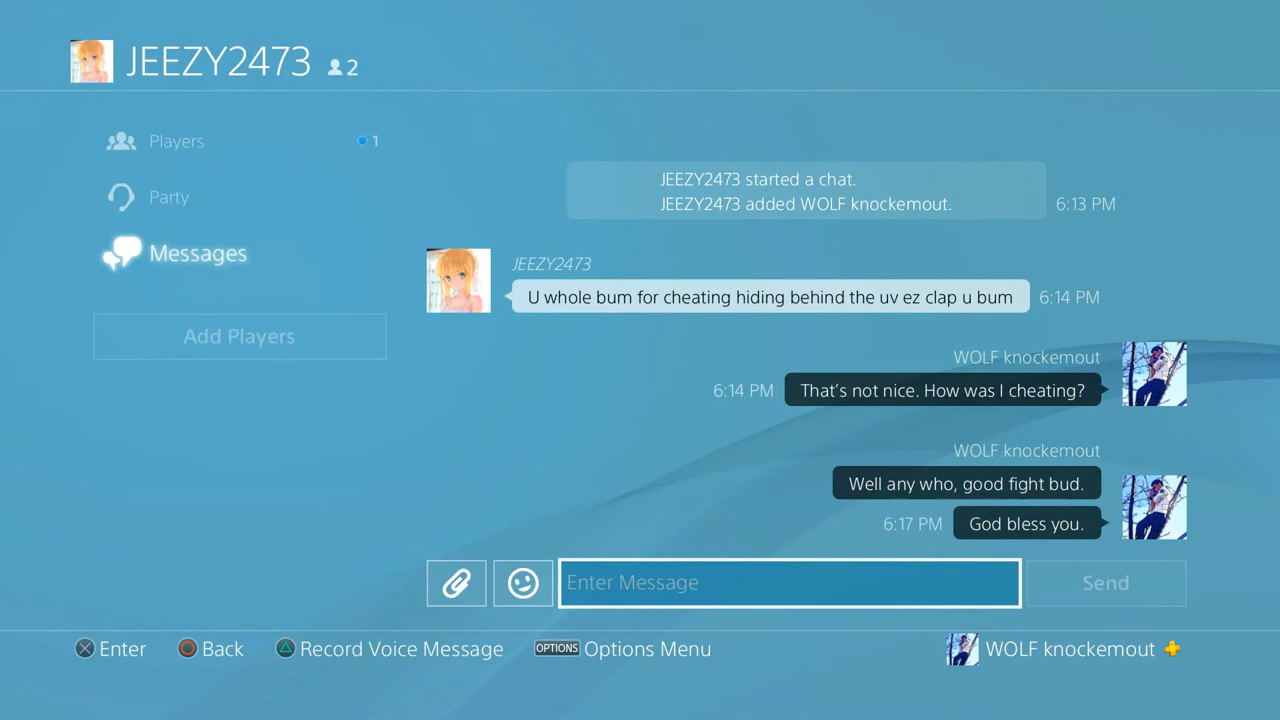 JEEZY2473 2
Players 1
Party
Messages
Add Players
JEEZY2473 started a chat.
JEEZY2473 added WOLF knockemout.
6:13 PM
JEEZY2473
U whole bum for cheating hiding behind the uv ez clap u bum
6:14 PM
WOLF knockemout
6:14 PM
That's not nice. How was I cheating?
WOLF knockemout
Well any who, good fight bud.
6:17 PM
God bless you.
Enter Message
Send
Enter
Back
Record Voice Message
OPTIONS Options Menu
WOLF knockemout